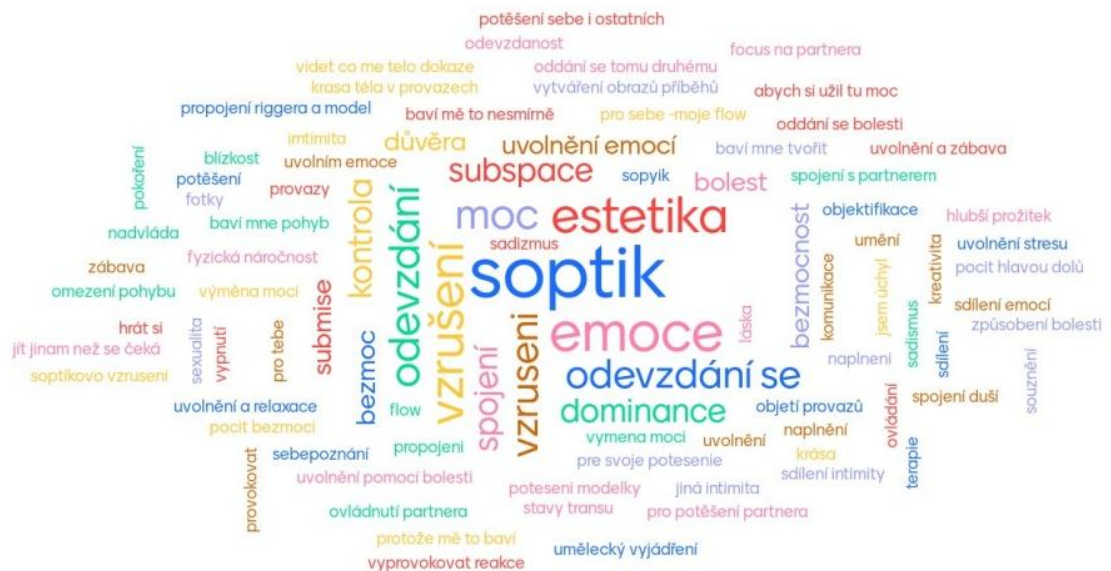 potěšení sebe i ostatních
odevzdanost
focus na partnera
videt co me telo dokaze
oddání se tomu druhému
krasa těla v provazech
vytváření obrazů příběhů
abych si užil tu moc
propojení riggera a model
baví mě to nesmírně
pro sebe -moje flow
oddání se bolesti
imtimita
důvěra
uvolnění emocí
baví mne tvořit
uvolnění a zábava
pokoření
blízkost
uvolním emoce
subspace
sopyik
bolest
spojení s partnerem
potěšení
provazy
fotky
kontrola
odevzdání
moc
estetika
bezmocnost
objektifikace
hlubší prožitek
nadvláda
baví mne pohyb
sadizmus
umění
kreativita
uvolnění stresu
zábava
fyzická náročnost
vzrušení
soptik
komunikace
jsem úchyl
pocit hlavou dolů
omezení pohybu
výměna moci
submise
sdílení emocí
hrát si
sexualita
vypnutí
pro tebe
bezmoc
vzruseni
emoce
láska
sadismus
sdílení
způsobení bolesti
jít jinam než se čeká
spojení
naplneni
soptikovo vzrusení
odevzdání se
souznění
uvolnění a relaxace
flow
dominance
objetí provazů
ovládání
spojení duší
pocit bezmoci
vymena moci
uvolnění
naplnění
provokovat
sebepoznání
propojeni
pre svoje potesenie
krása
terapie
uvolnění pomocí bolesti
sdílení intimity
poteseni modelky
jiná intimita
ovládnutí partnera
stavy transu
pro potěšení partnera
protože mě to baví
umělecký vyjádření
vyprovokovat reakce